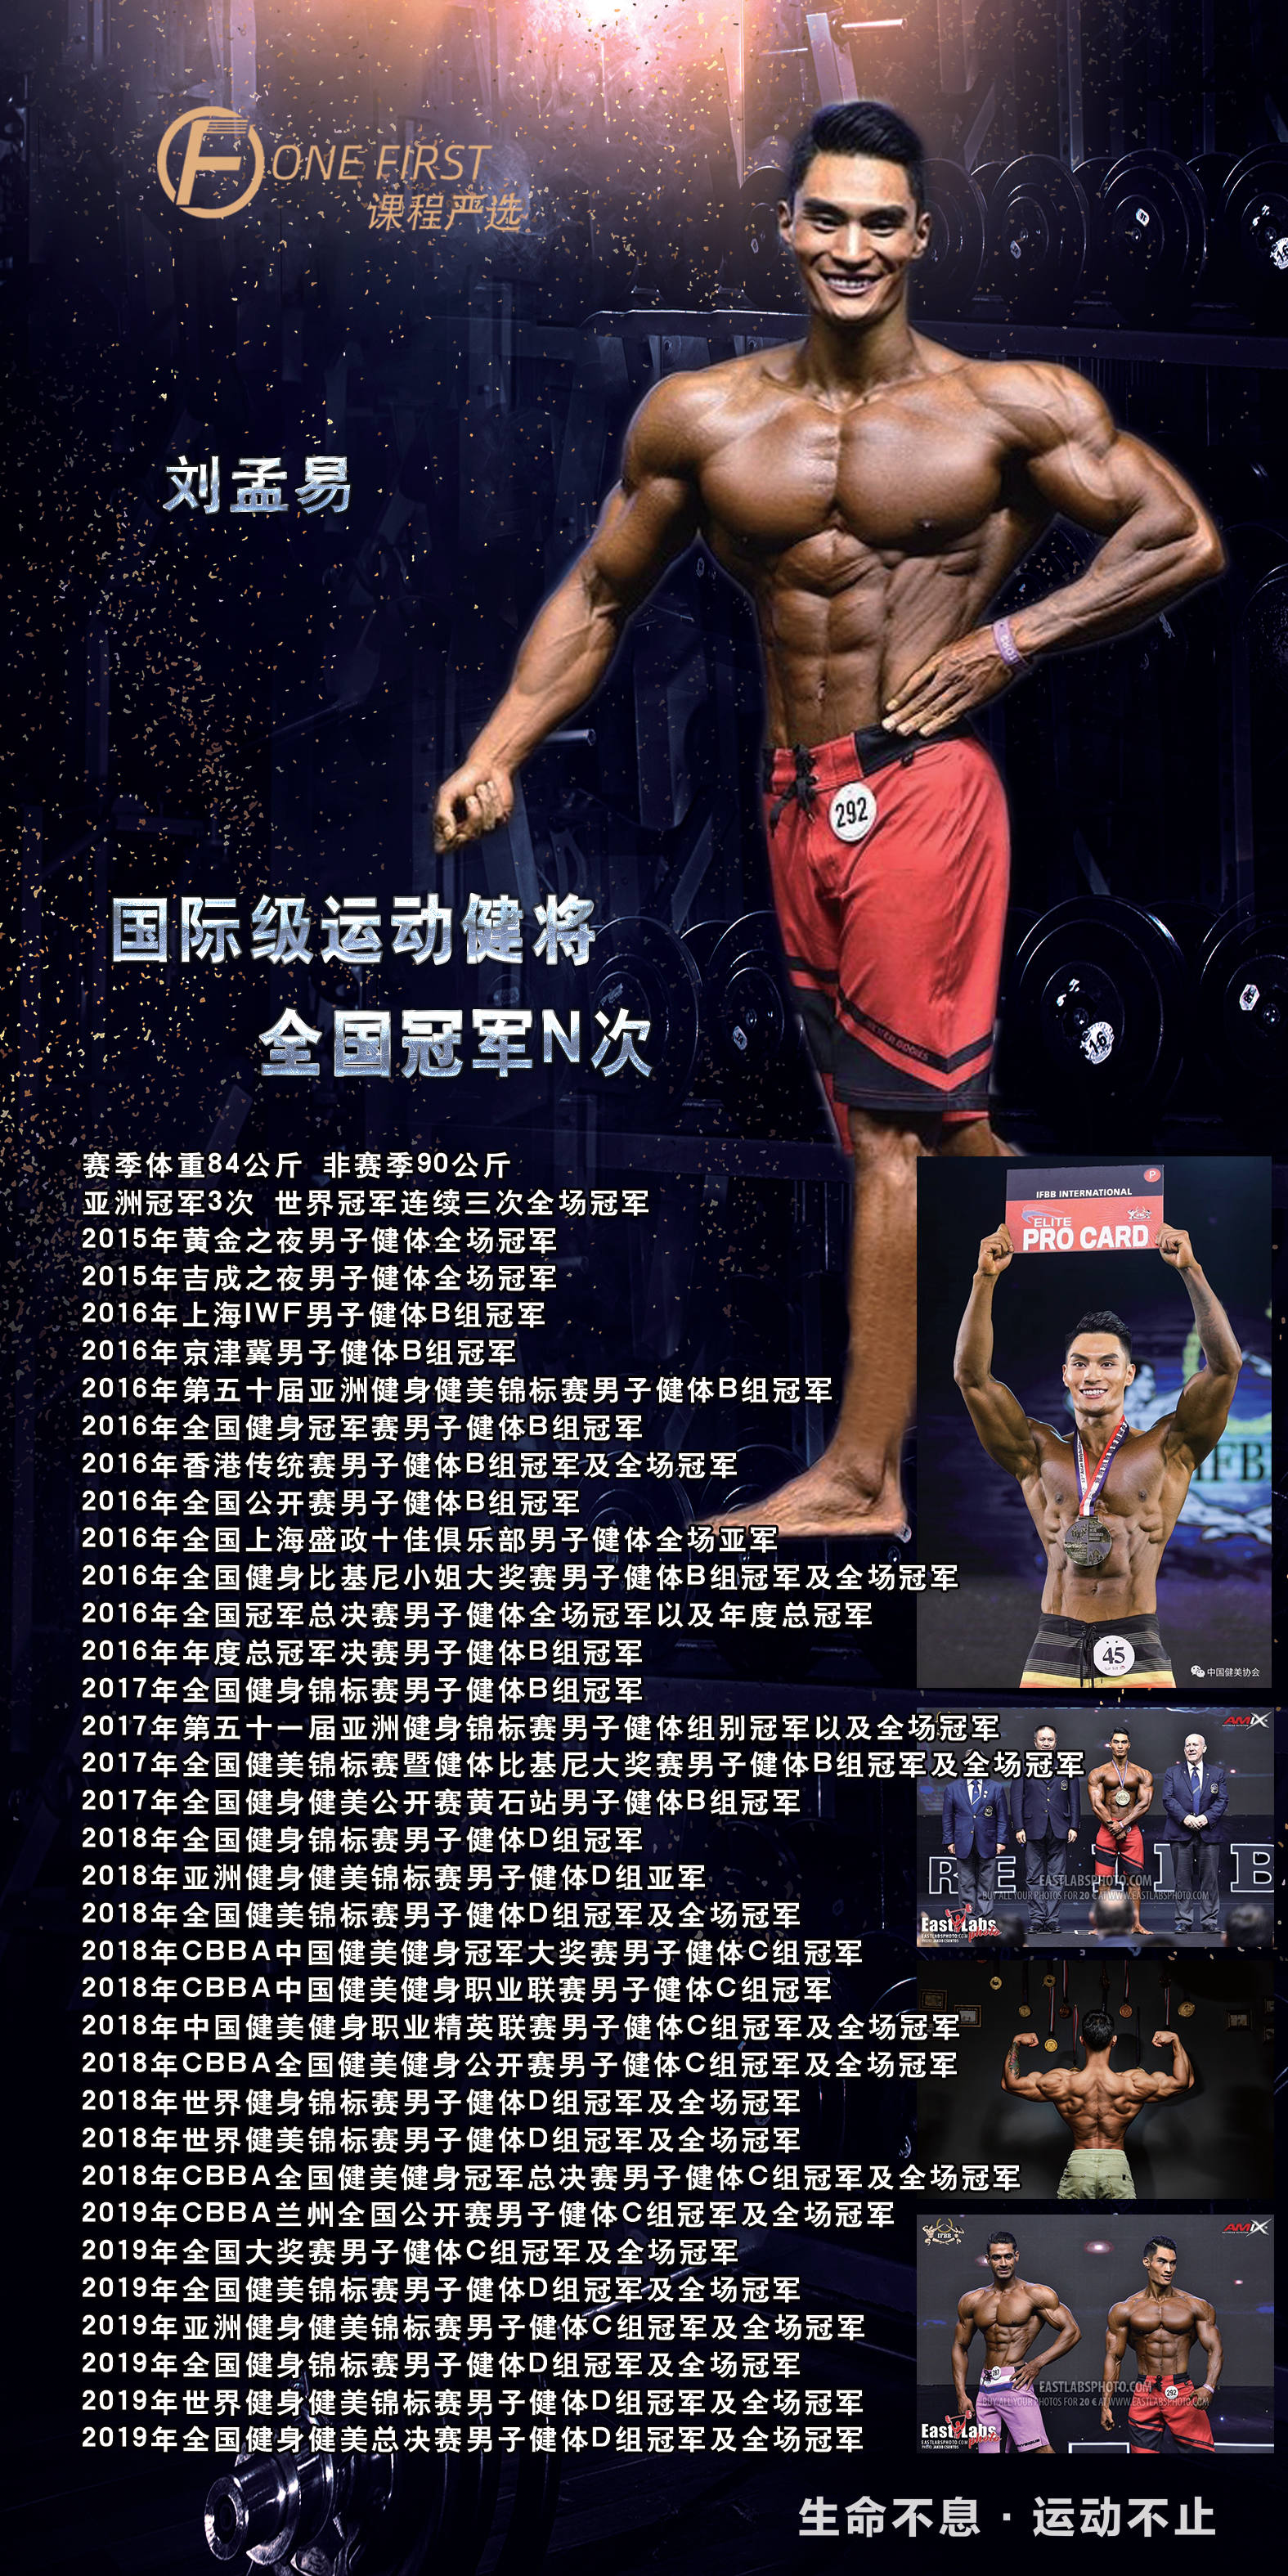 F ONE FIRST
课程严选
刘孟易
292
国际级运动健将
全国冠军N次
赛季体重84公斤 非赛季90公斤
亚洲冠军3次 世界冠军连续三次全场冠军
2015年黄金之夜男子健体全场冠军
2015年吉成之夜男子健体全场冠军
2016年上海IWF男子健体B组冠军
2016年京津冀男子健体B组冠军
2016年第五十届亚洲健身健美锦标赛男子健体B组冠军
2016年全国健身冠军赛男子健体B组冠军
2016年香港传统赛男子健体B组冠军及全场冠军
2016年全国公开赛男子健体B组冠军
2016年全国上海盛政十佳俱乐部男子健体全场亚军
2016年全国健身比基尼小姐大奖赛男子健体B组冠军及全场冠军
2016年全国冠军总决赛男子健体全场冠军以及年度总冠军
2016年年度总冠军决赛男子健体B组冠军
2017年全国健身锦标赛男子健体B组冠军
2017年第五十一届亚洲健身锦标赛男子健体组别冠军以及全场冠军
2017年全国健美锦标赛暨健体比基尼大奖赛男子健体B组冠军及全场冠军
2017年全国健身健美公开赛黄石站男子健体B组冠军
2018年全国健身锦标赛男子健体D组冠军
2018年亚洲健身健美锦标赛男子健体D组亚军
2018年全国健美锦标赛男子健体D组冠军及全场冠军
2018年CBBA中国健美健身冠军大奖赛男子健体C组冠军
2018年CBBA中国健美健身职业联赛男子健体C组冠军
2018年中国健美健身职业精英联赛男子健体C组冠军及全场冠军
2018年CBBA全国健美健身公开赛男子健体C组冠军及全场冠军
2018年世界健身锦标赛男子健体D组冠军及全场冠军
2018年世界健美锦标赛男子健体D组冠军及全场冠军
2018年CBBA全国健美健身冠军总决赛男子健体C组冠军及全场冠军
2019年CBBA兰州全国公开赛男子健体C组冠军及全场冠军
2019年全国大奖赛男子健体C组冠军及全场冠军
2019年全国健美锦标赛男子健体D组冠军及全场冠军
2019年亚洲健身健美锦标赛男子健体C组冠军及全场冠军
2019年全国健身锦标赛男子健体D组冠军及全场冠军
2019年世界健身健美锦标赛男子健体D组冠军及全场冠军
2019年全国健身健美总决赛男子健体D组冠军及全场冠军
P
IFBB INTERNATIONAL
ELITE
PRO CARD
IFB
45
中国健美协会
AMIX
EASTLABSPHOTO.COM
BUY ALL YOUR PHOTOS FOR 20 € AT WWW.EASTLABSPHOTO.COM
East Labs
photo
IFBB
AMIX
EASTLABSPHOTO.COM
BUY ALL YOUR PHOTOS FOR 20 € AT WWW.EASTLABSPHOTO.COM
292
East Labs
photo
生命不息·运动不止